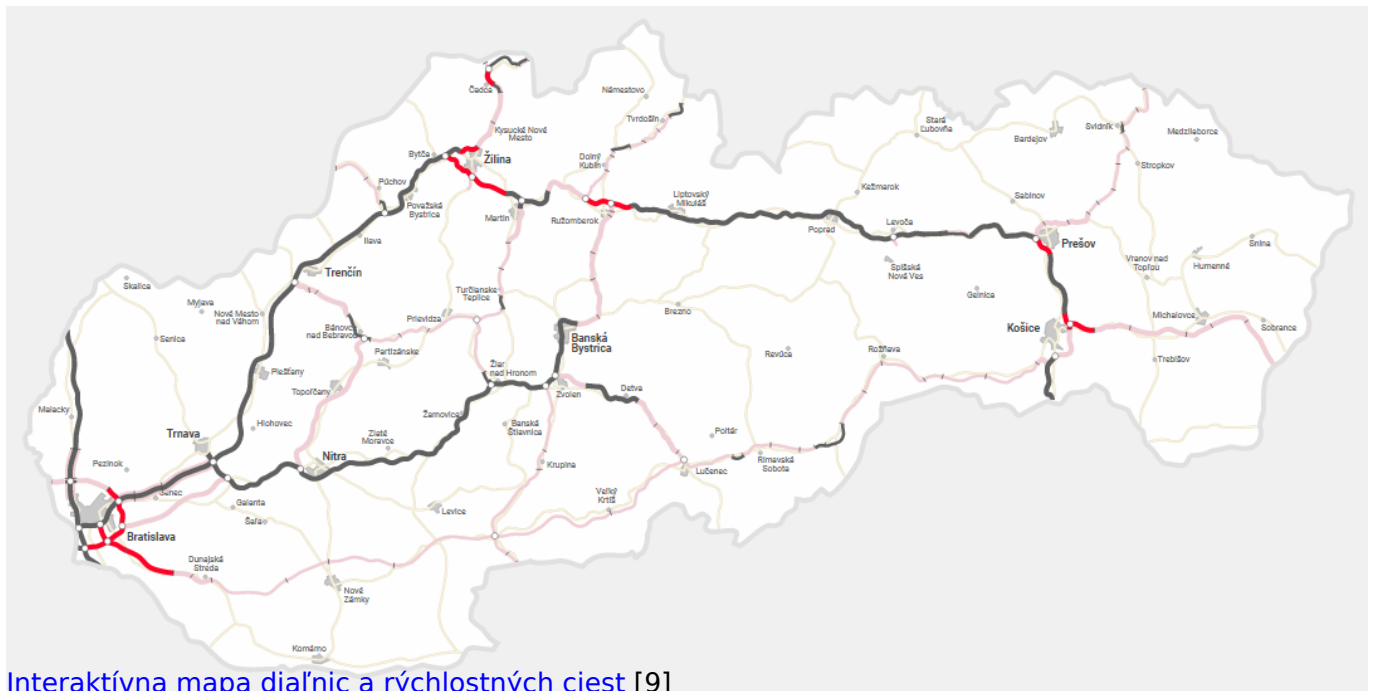 Námestovo
Čadca
Tvrdošín
Kysucké Nové
Mesto
Stará
Ľubovňa
Bardejov
Svidník
Medzilaborce
Bytča
Žilina
Dolný
Kubín
Stropkov
Púchov
Považská
Bystrica
Martin
Ružomberok
Liptovský
Mikuláš
Kežmarok
Sabinov
Poprad
Levoča
Ilava
Prešov
Snina
Trenčín
Spišská
Nová Ves
Vranov nad
Topľou
Humenné
Skalica
Myjava
Nové Mesto
nad Váhom
Turčianske
Teplice
Gelnica
Bánovce
nad Bebravou
Prievidza
Brezno
Košice
Michalovce
Sobrance
Senica
Partizánske
Banská
Bystrica
Revúca
Rožňava
Trebišov
Piešťany
Topoľčany
Žiar
nad Hronom
Zvolen
Detva
Malacky
Hlohovec
Žarnovica
Banská
Štiavnica
Trnava
Zlaté
Moravce
Poltár
Pezinok
Nitra
Krupina
Lučenec
Rimavská
Sobota
Senec
Galanta
Šaľa
Levice
Veľký
Krtíš
Bratislava
Dunajská
Streda
Nové
Zámky
Komárno
Interaktívna mapa diaľnic a rýchlostných ciest [9]